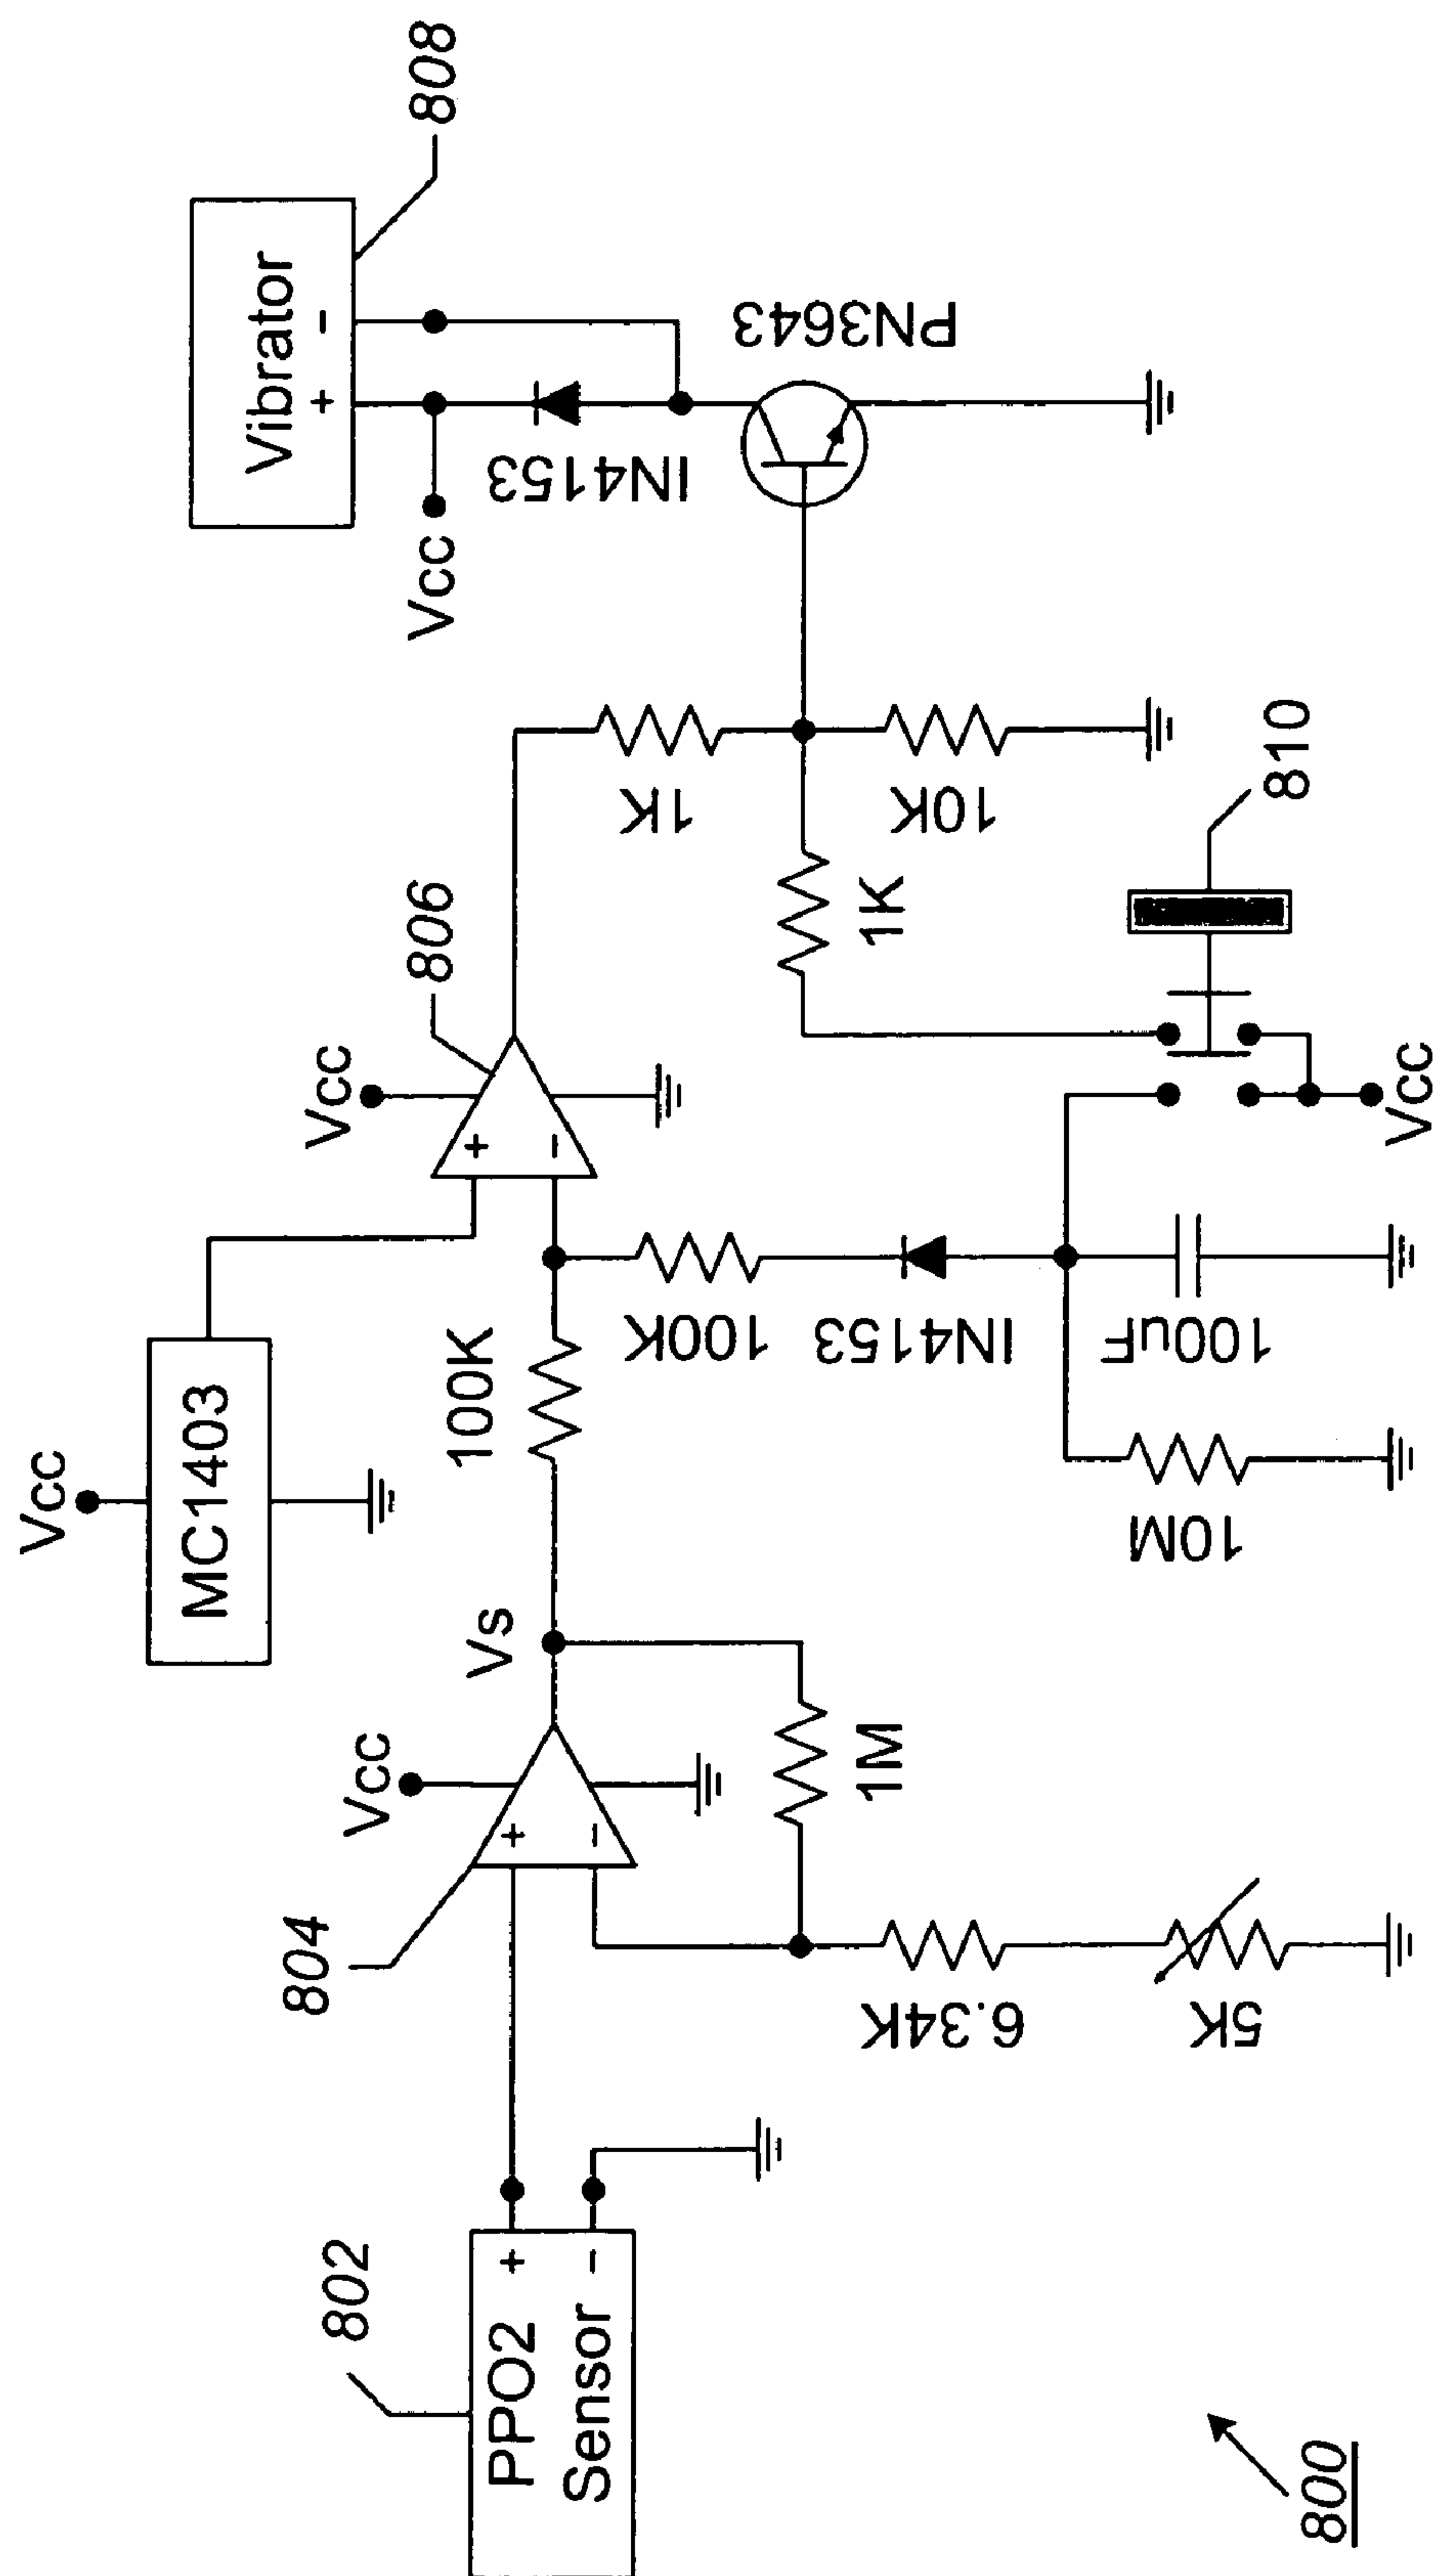 Vcc
MC1403
Vcc
Vibrator
+ -
808
Vcc
IN4153
PN3643
804
Vcc
+
-
Vs
100K
Vcc
806
+
-
1K
10K
1K
802
PPO2 +
Sensor -
1M
6.34K
5K
100K
IN4153
100uF
10M
Vcc
810
800